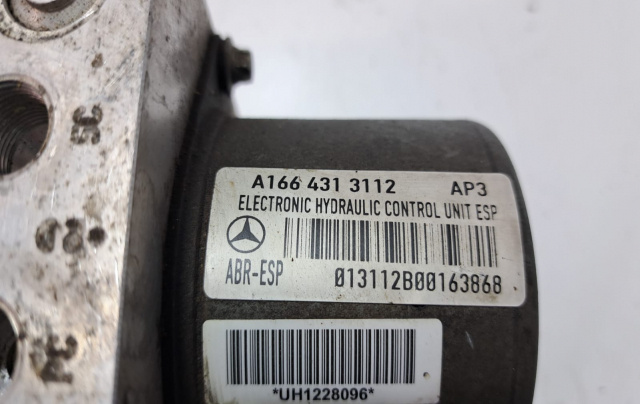 A166 431 3112 AP3
ELECTRONIC HYDRAULIC CONTROL UNIT ESP
ABR-ESP 013112B00163868
*UH1228096*